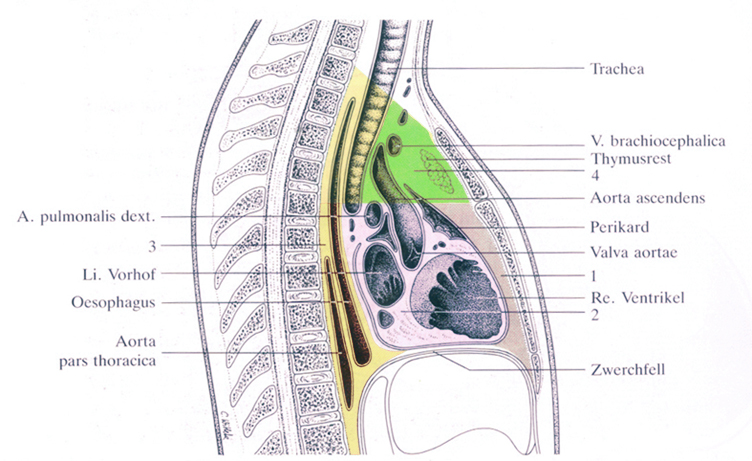 Trachea
V. brachiocephalica
Thymusrest
4
Aorta ascendens
A. pulmonalis dext.
Perikard
3
Valva aortae
Li. Vorhof
1
Oesophagus
Re. Ventrikel
2
Aorta
pars thoracica
Zwerchfell